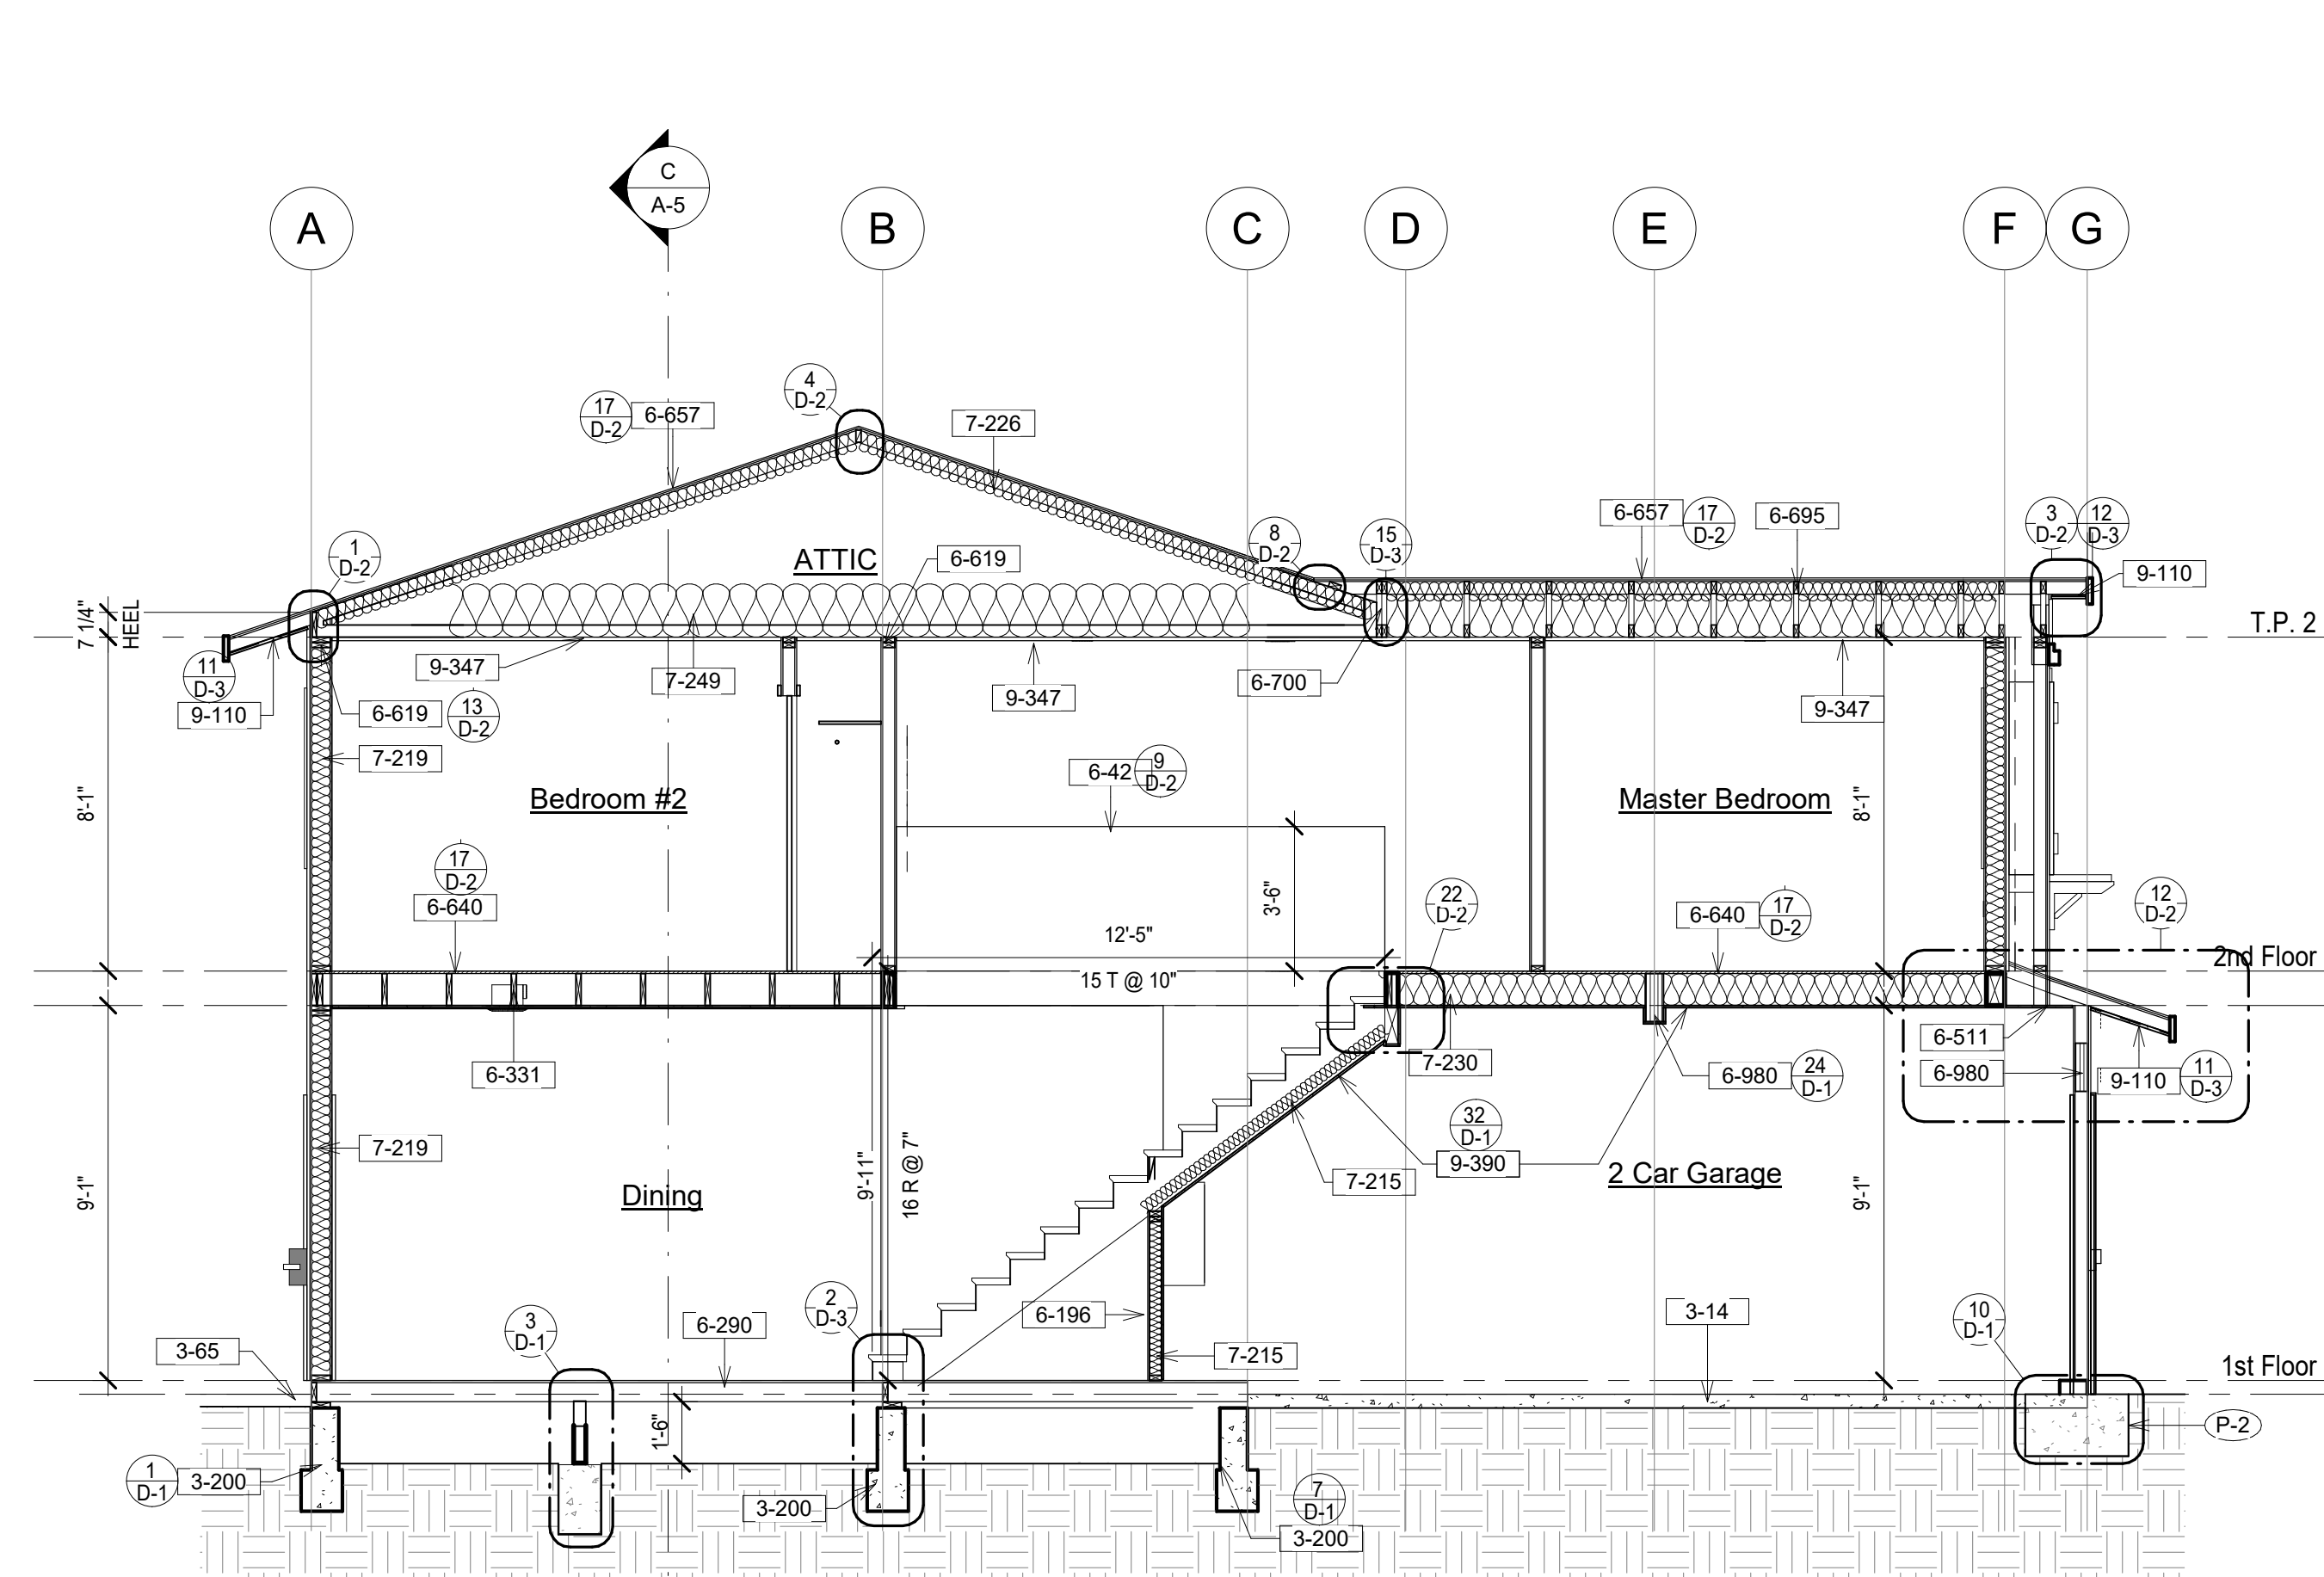 C
A-5
A
B
C
D
E
F
G
4
D-2
17
D-2
6-657
7-226
6-657
17
D-2
6-695
3
D-2
12
D-3
8
D-2
15
D-3
1
D-2
ATTIC
6-619
9-110
7 1/4"
HEEL
T.P. 2
11
D-3
9-110
9-347
7-249
9-347
6-700
9-347
6-619
13
D-2
7-219
6-42
9
D-2
8'-1"
Bedroom #2
Master Bedroom
8'-1"
17
D-2
6-640
3'-6"
22
D-2
6-640
17
D-2
12
D-2
12'-5"
15 T @ 10"
2nd Floor
6-331
7-230
6-980
24
D-1
6-511
6-980
9-110
11
D-3
32
D-1
9-390
7-219
7-215
2 Car Garage
9'-1"
Dining
9'-11"
16 R @ 7"
9'-1"
3
D-1
6-290
2
D-3
6-196
3-14
10
D-1
3-65
7-215
1st Floor
1'-6"
P-2
1
D-1
3-200
3-200
7
D-1
3-200